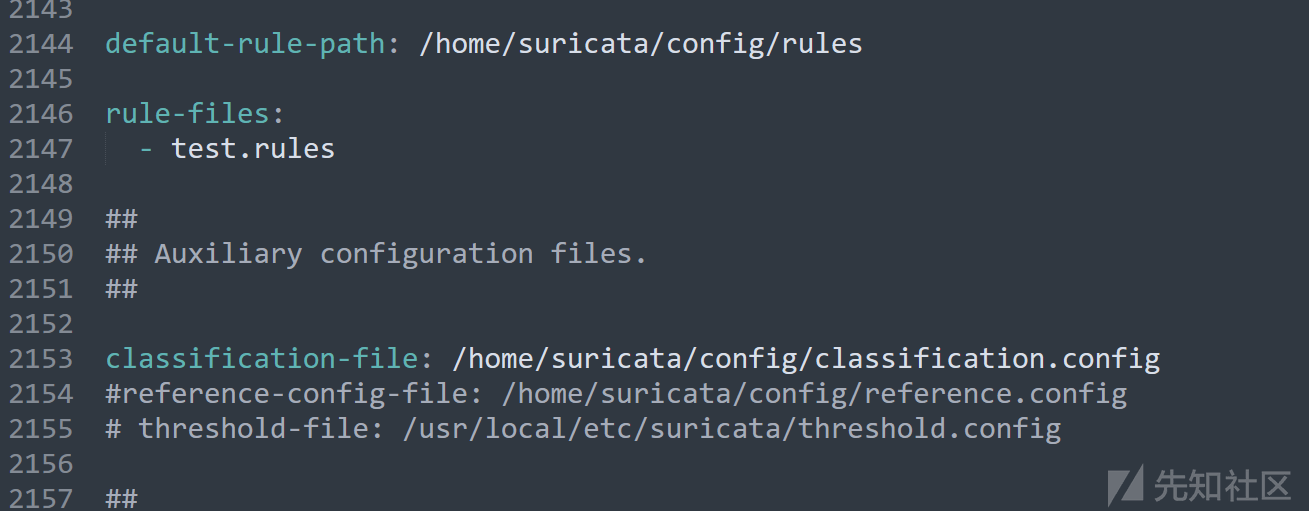 2143
2144 default-rule-path: /home/suricata/config/rules
2145
2146 rule-files:
2147   - test.rules
2148
2149 ##
2150 ## Auxiliary configuration files.
2151 ##
2152
2153 classification-file: /home/suricata/config/classification.config
2154 #reference-config-file: /home/suricata/config/reference.config
2155 # threshold-file: /usr/local/etc/suricata/threshold.config
2156
2157 ##
先知社区